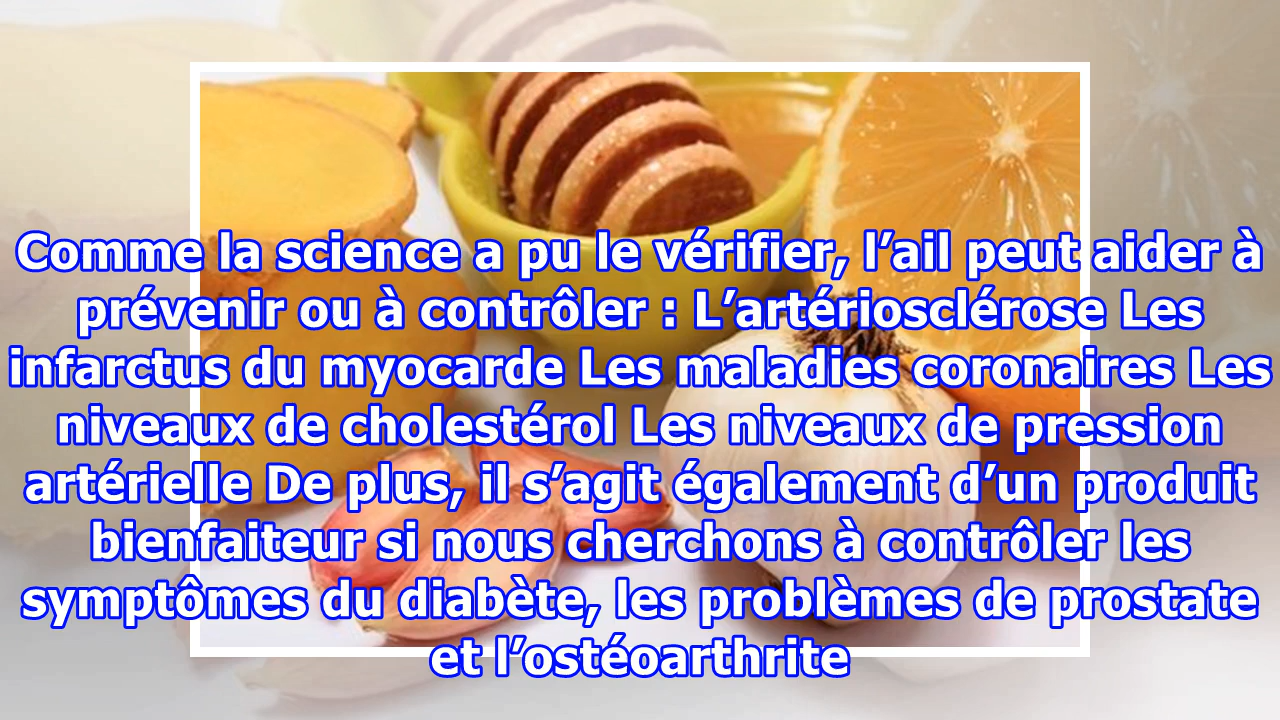 Comme la science a pu le vérifier, l’ail peut aider à
prévenir ou à contrôler : L’artériosclérose Les
infarctus du myocarde Les maladies coronaires Les
niveaux de cholestérol Les niveaux de pression
artérielle De plus, il s’agit également d’un produit
bienfaiteur si nous cherchons à contrôler les
symptômes du diabète, les problèmes de prostate
et l’ostéoarthrite